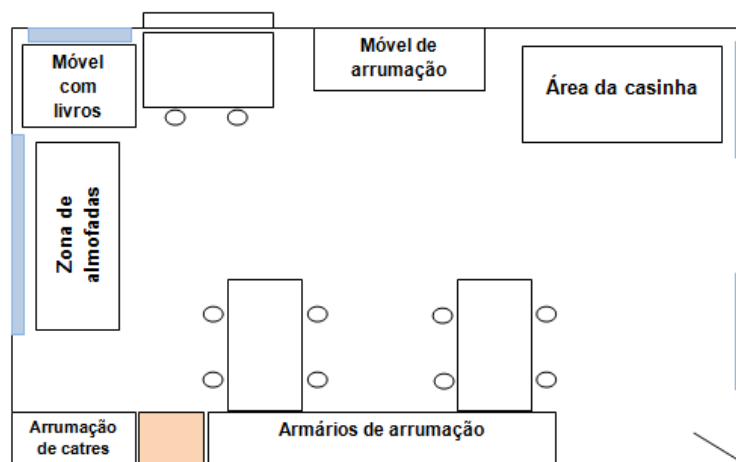 Móvel
com
livros
Móvel de
arrumação
Área da casinha
Zona de
almofadas
Arrumação
de catres
Armários de arrumação